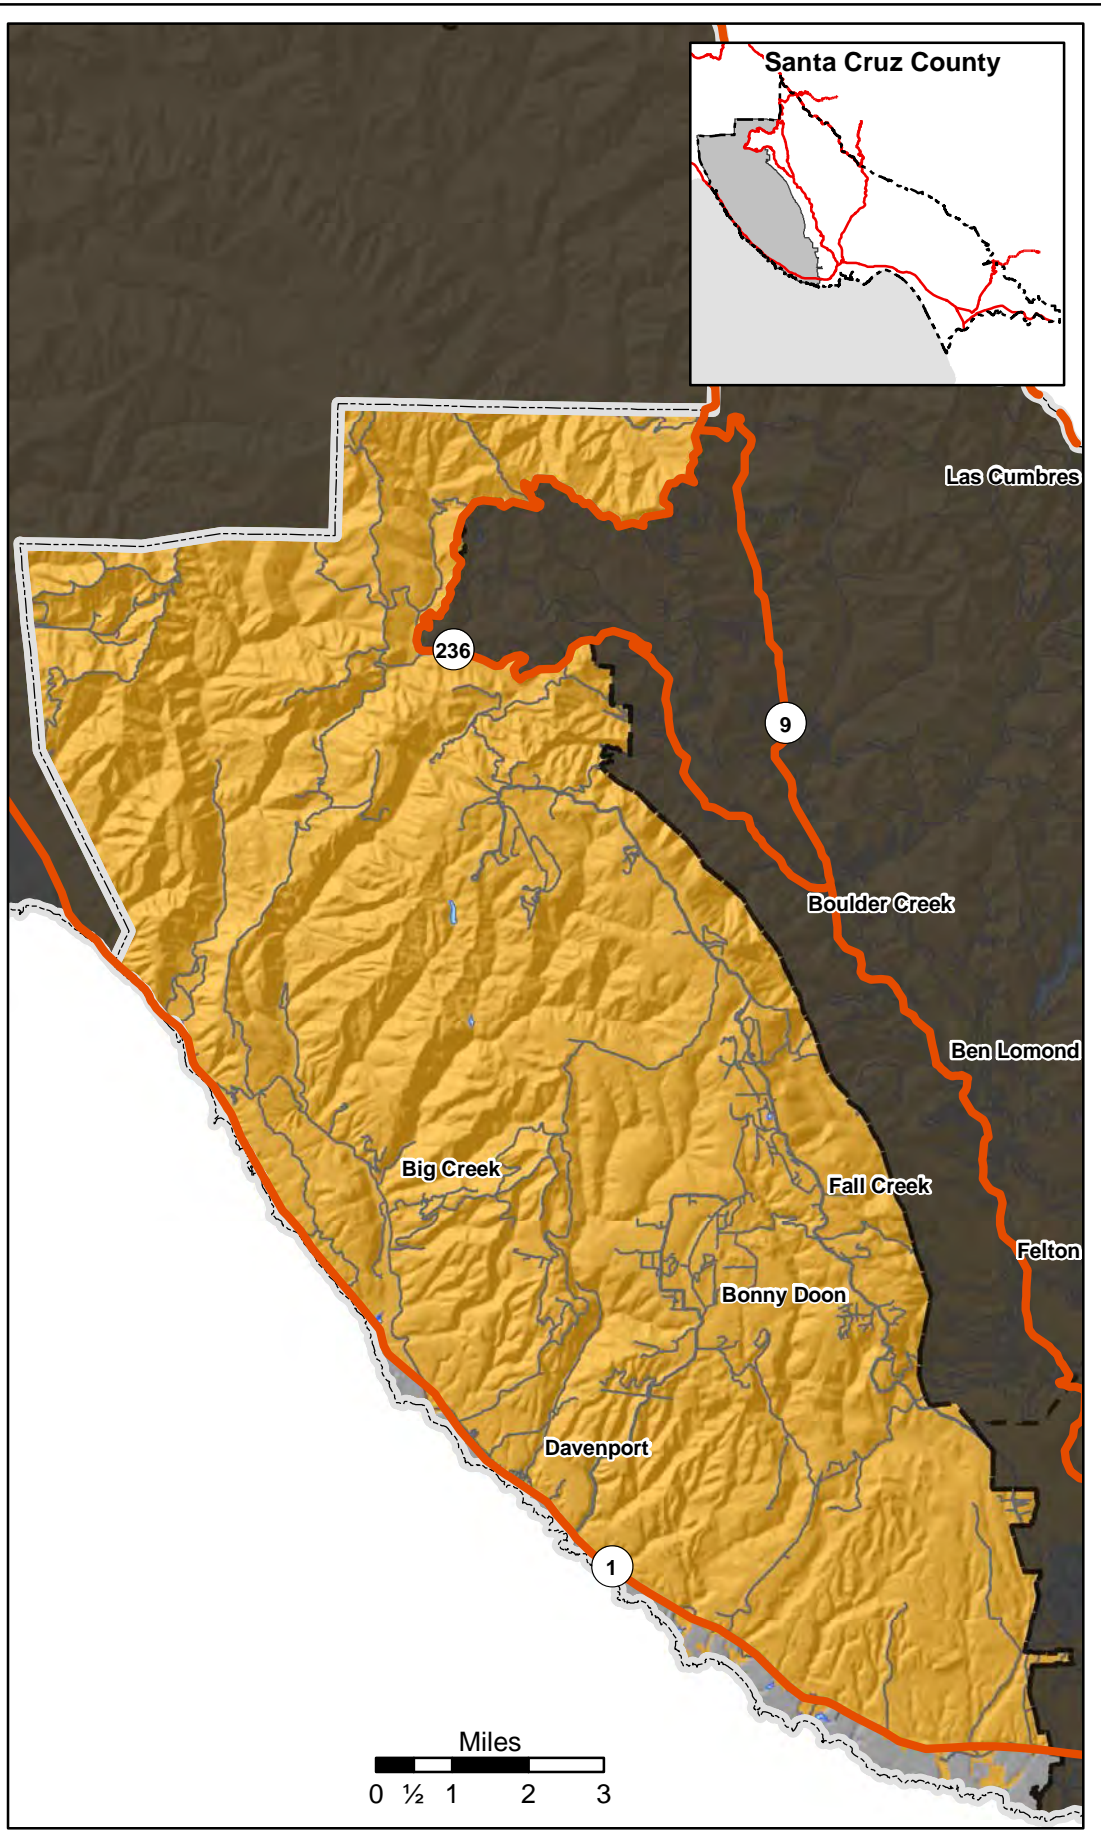 Santa Cruz County
Las Cumbres
236
9
Boulder Creek
Ben Lomond
Big Creek
Fall Creek
Felton
Bonny Doon
Davenport
1
Miles
0 ½ 1 2 3